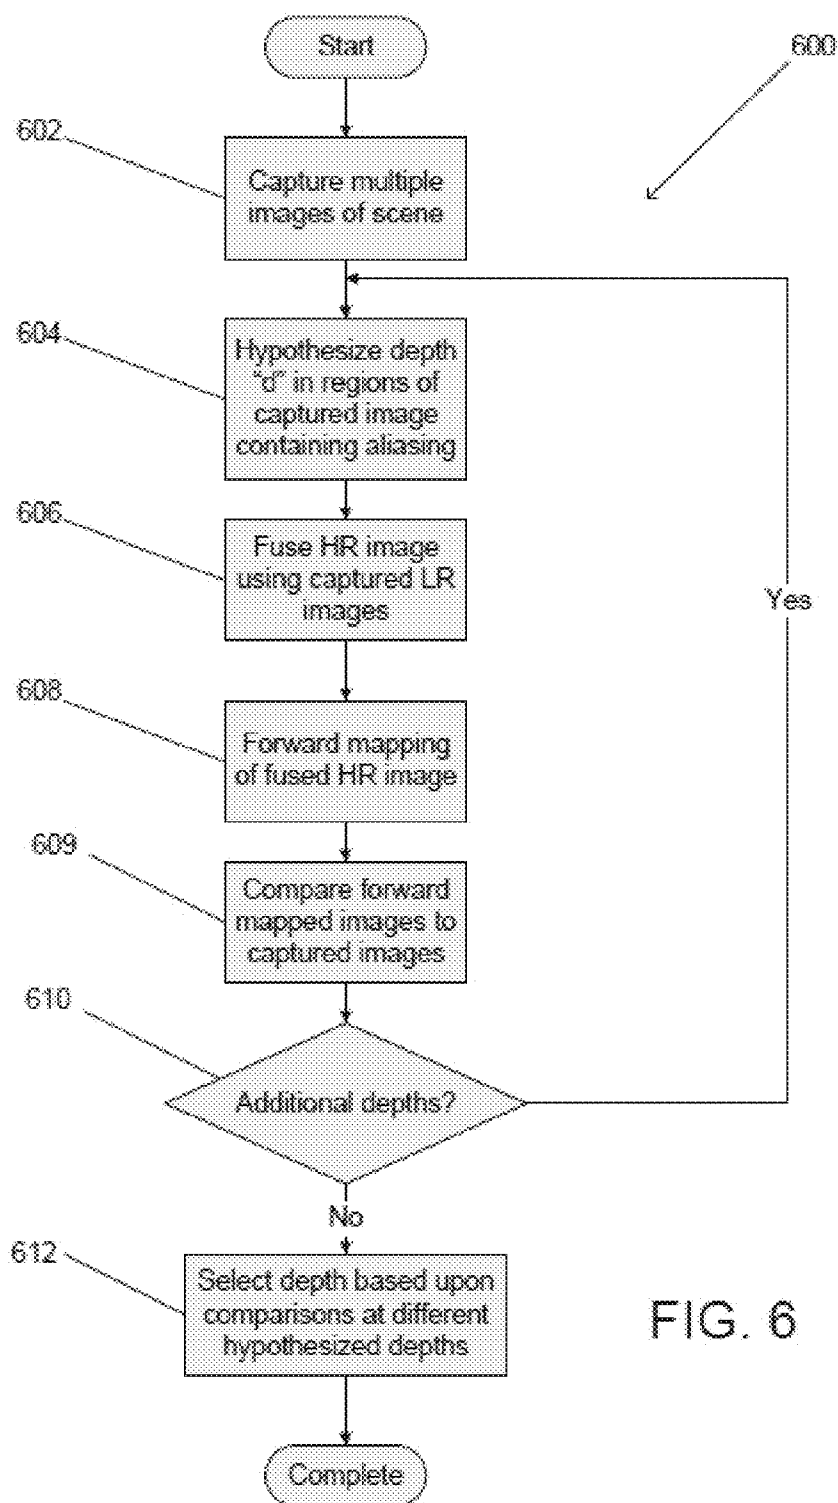 Start
600
602
Capture multiple
images of scene
604
Hypothesize depth
"d" in regions of
captured image
containing aliasing
606
Fuse HR image
using captured LR
images
Yes
608
Forward mapping
of fused HR image
609
Compare forward
mapped images to
captured images
610
Additional depths?
No
612
Select depth based upon
comparisons at different
hypothesized depths
FIG. 6
Complete